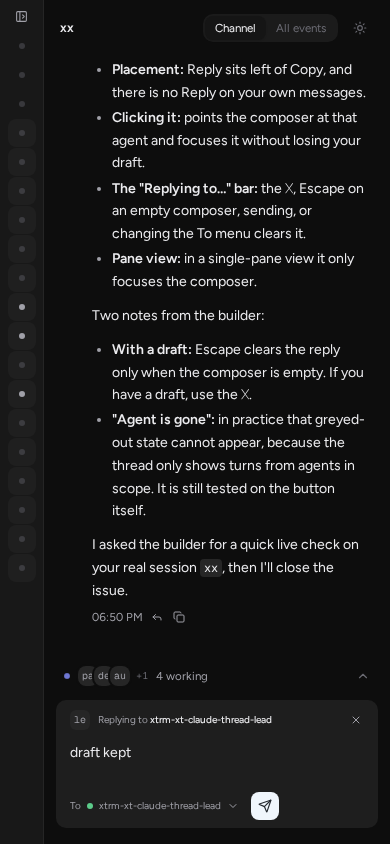 xx
Channel
All events
Placement: Reply sits left of Copy, and
there is no Reply on your own messages.
Clicking it: points the composer at that
agent and focuses it without losing your
draft.
The "Replying to..." bar: the X, Escape on
an empty composer, sending, or
changing the To menu clears it.
Pane view: in a single-pane view it only
focuses the composer.
Two notes from the builder:
With a draft: Escape clears the reply
only when the composer is empty. If you
have a draft, use the X.
"Agent is gone": in practice that greyed-
out state cannot appear, because the
thread only shows turns from agents in
scope. It is still tested on the button
itself.
I asked the builder for a quick live check on
your real session xx, then I'll close the
issue.
06:50 PM
pa de au +1 4 working
le Replying to xtrm-xt-claude-thread-lead
draft kept
To xtrm-xt-claude-thread-lead